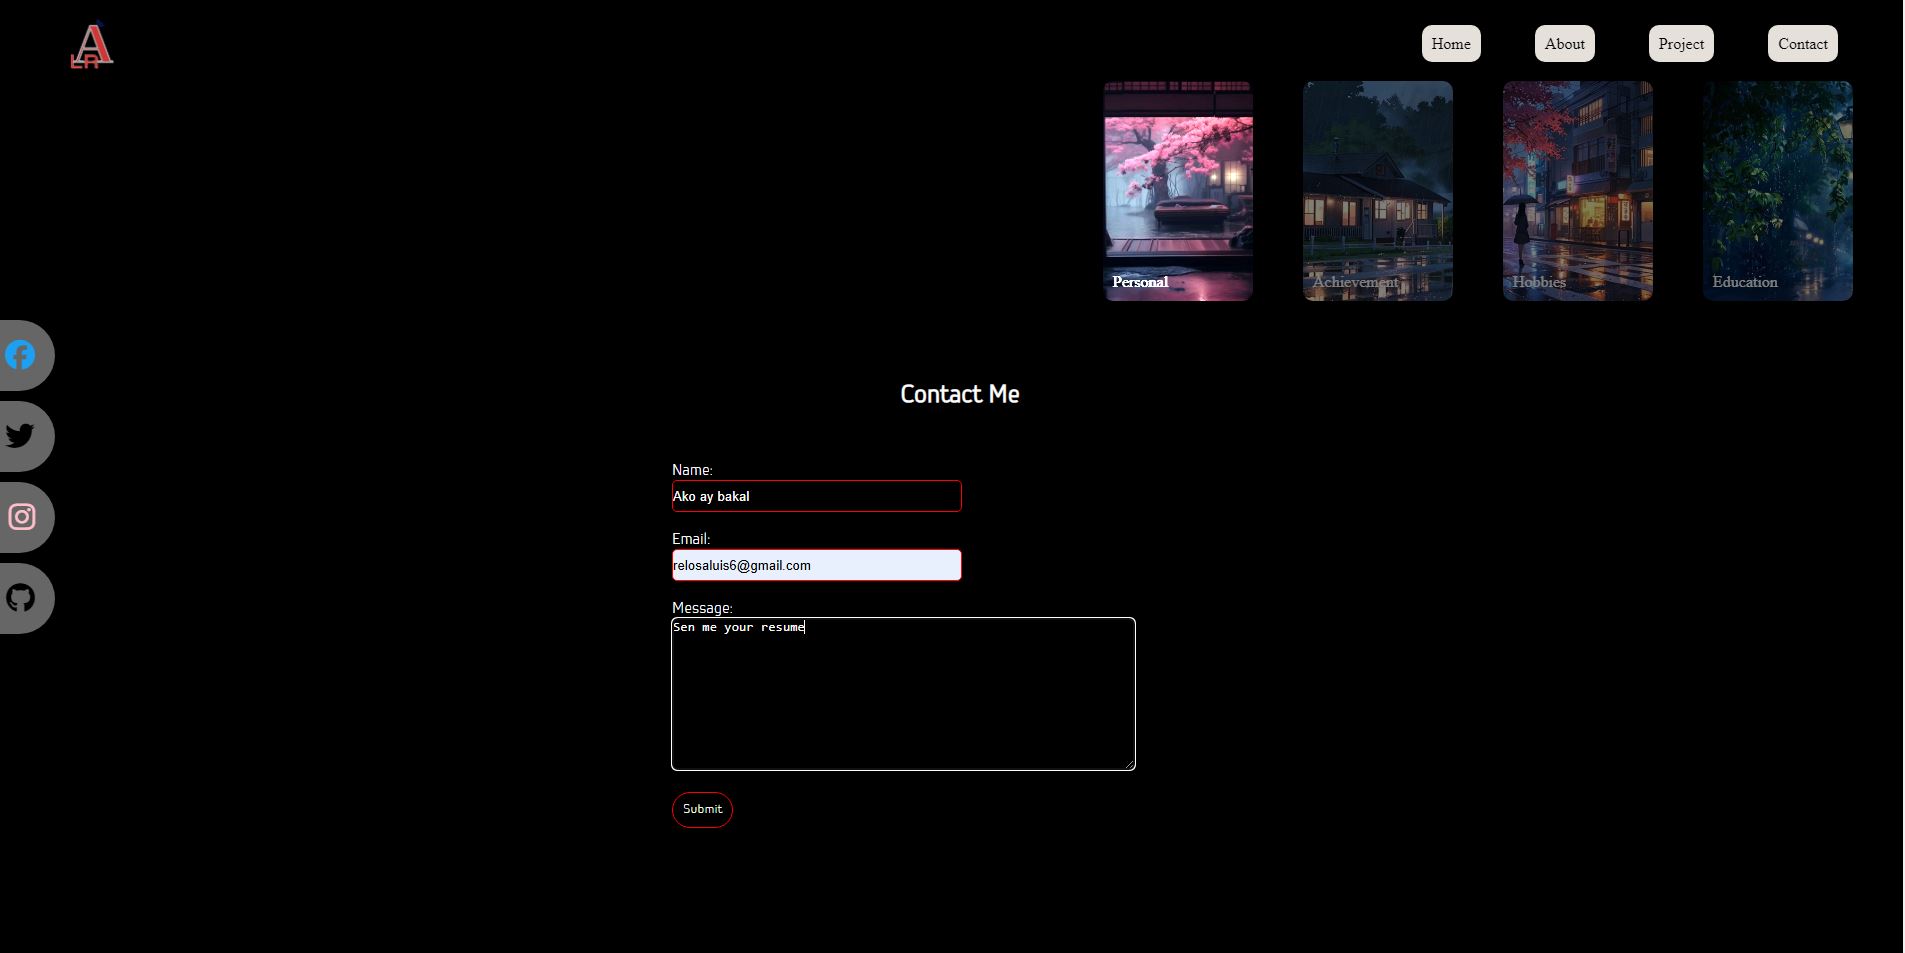 A
LR
Home
About
Project
Contact
Personal
Achievement
Hobbies
Education
Contact Me
Name:
Ako ay bakal
Email:
relosaluis6@gmail.com
Message:
Sen me your resume
Submit